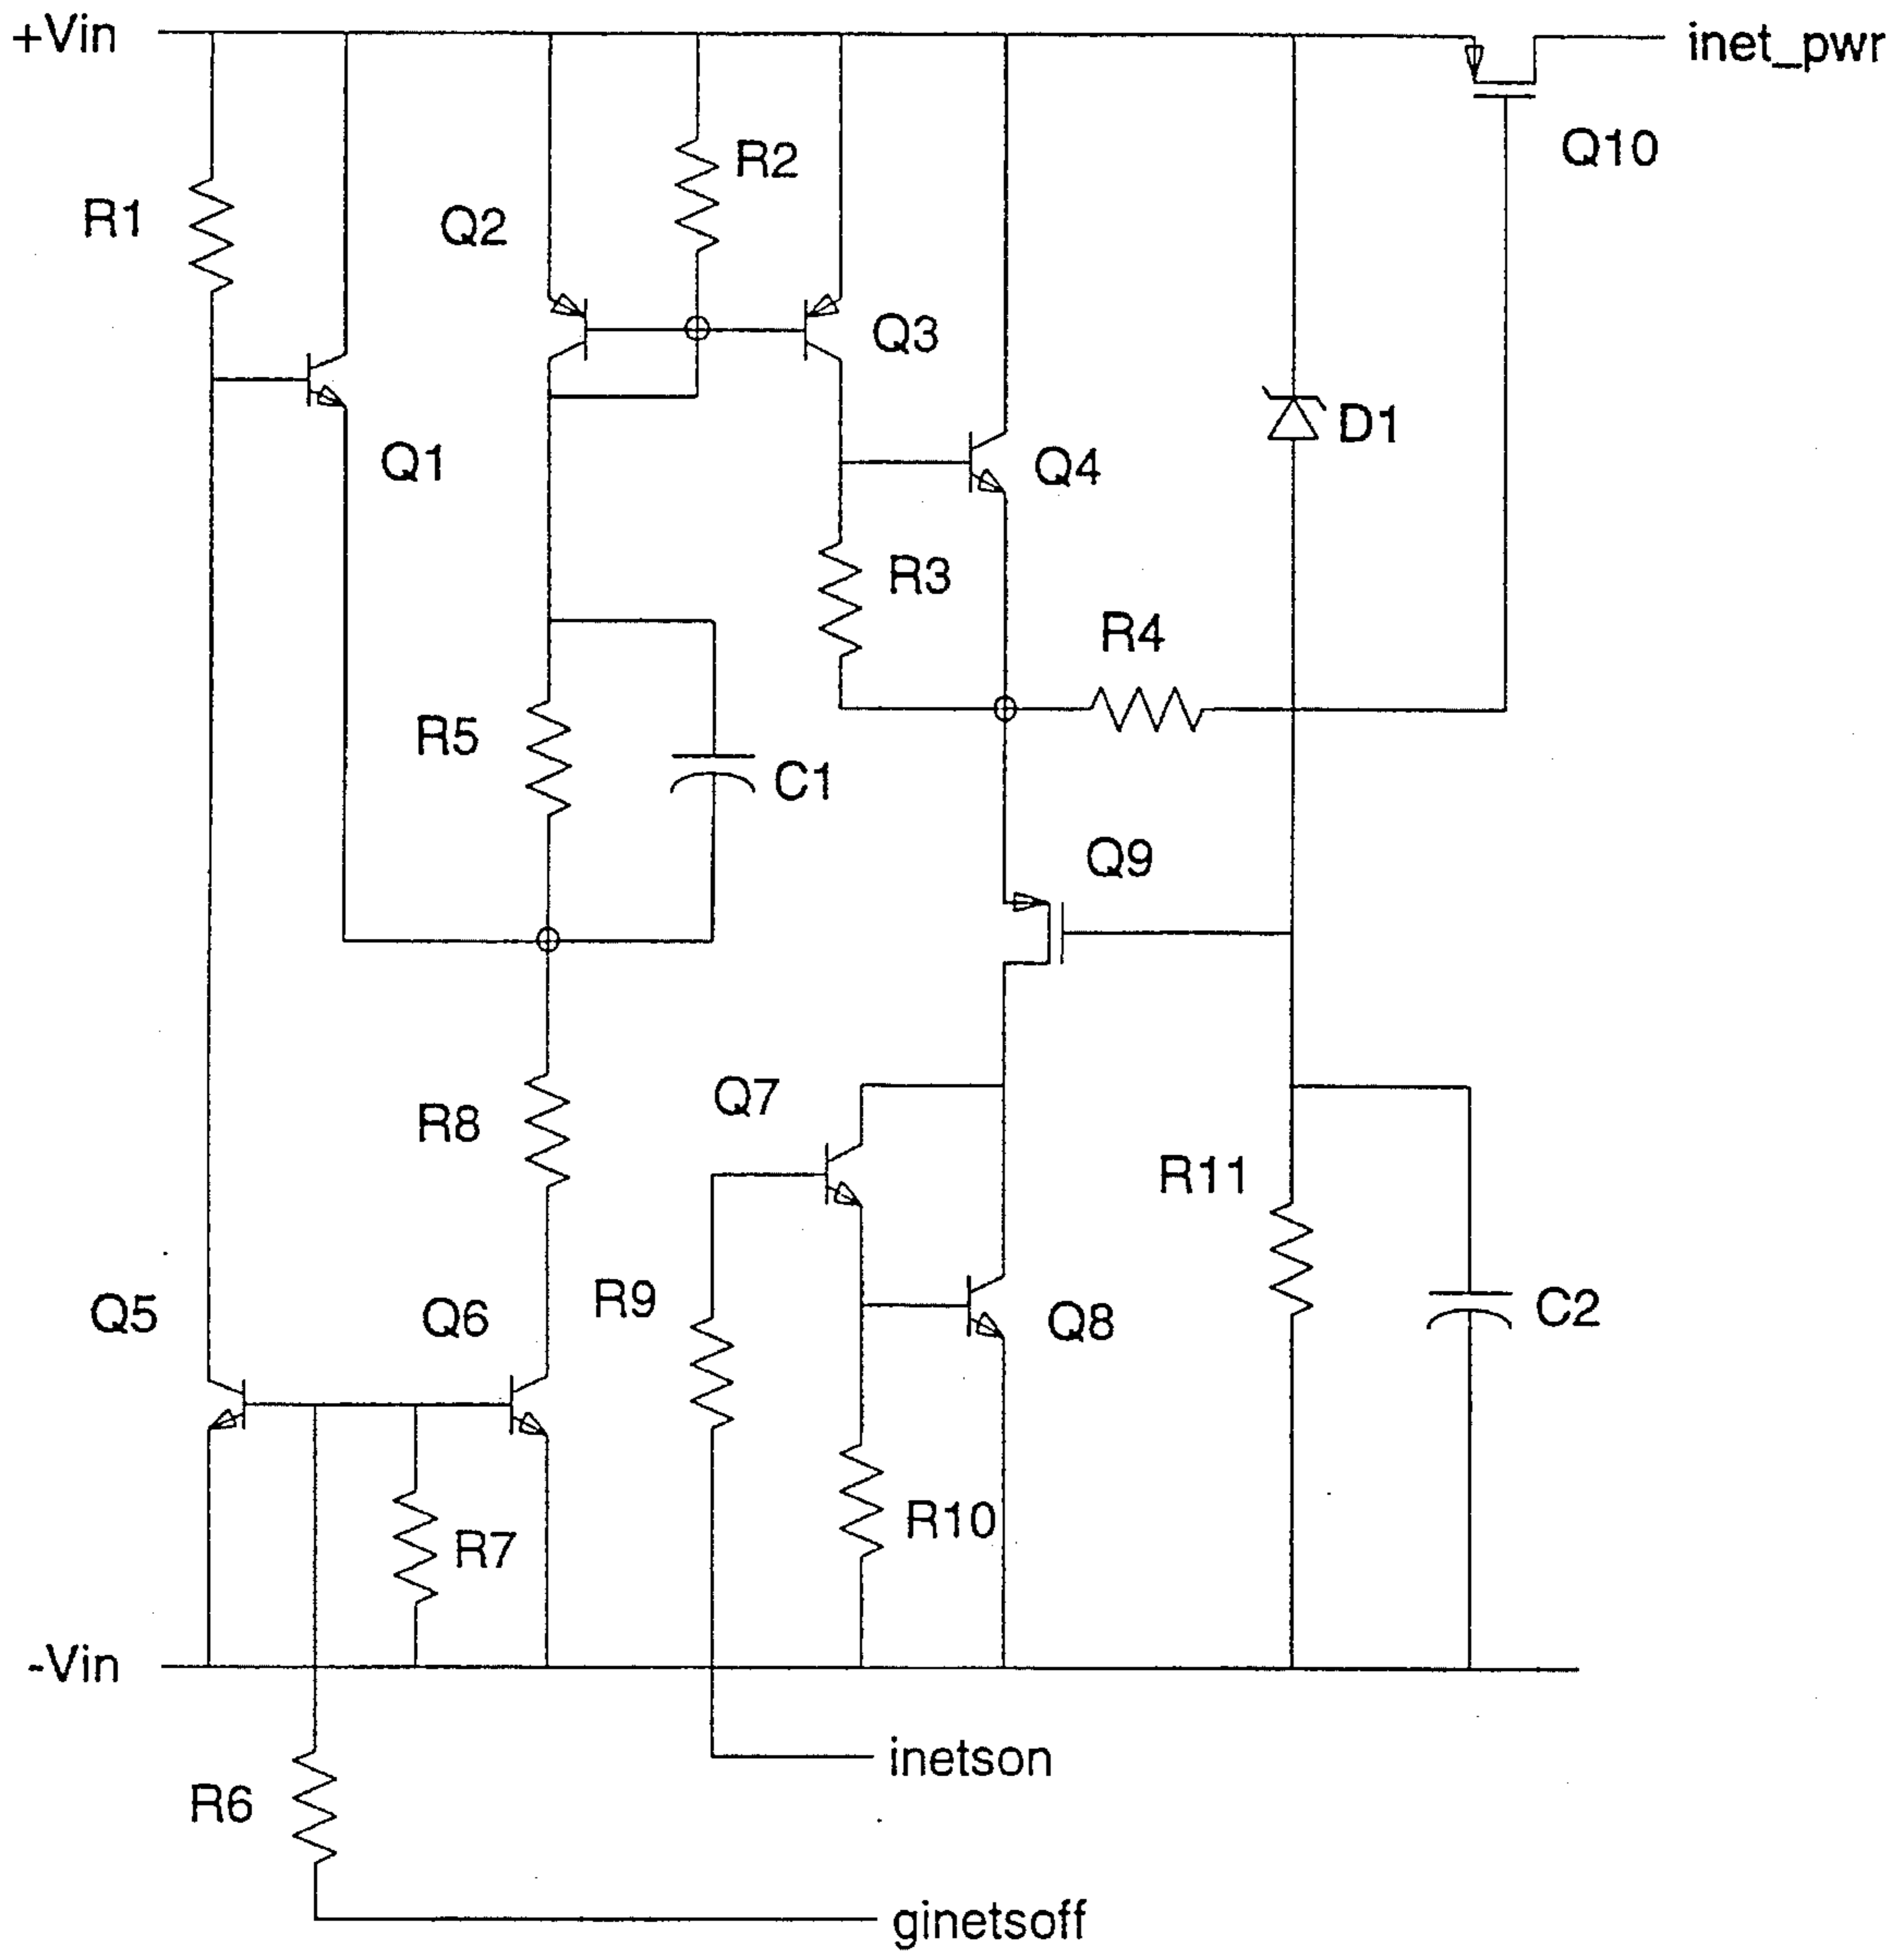 +Vin
inet_pwr
Q10
R2
R1
Q2
Q3
D1
Q1
Q4
R3
R4
R5
C1
Q9
Q7
R8
R11
R9
Q5
Q6
Q8
C2
R10
R7
-Vin
inetson
R6
ginetsoff